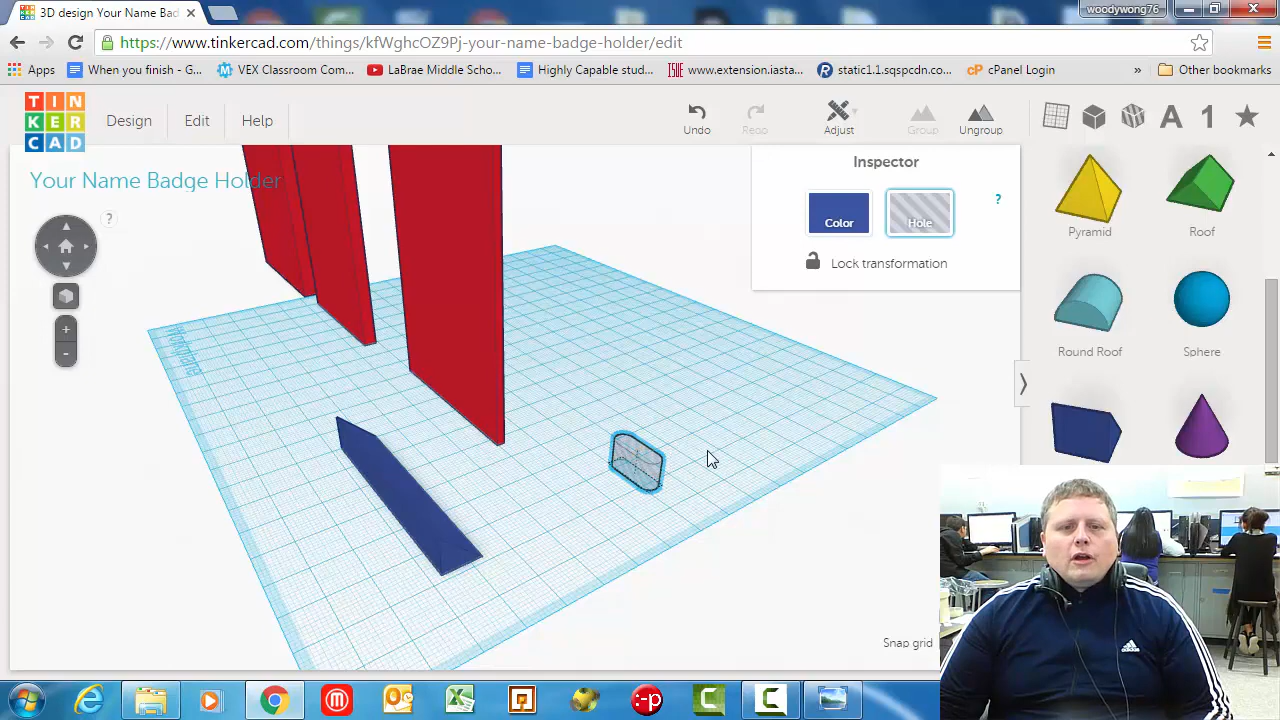 woodywong76
3D design Your Name Bad
https://www.tinkercad.com/things/kfWghcOZ9Pj-your-name-badge-holder/edit
Apps When you finish - G... VEX Classroom Com... LaBrae Middle Scho... Highly Capable stud... www.extension.iasta... static1.1.sqspcdn.co... cPanel Login » Other bookmarks
TIN
KER
CAD
Design Edit Help
Undo Redo Adjust Group Ungroup
A 1
Your Name Badge Holder
?
+
-
Workplane
Inspector
Color Hole ?
Lock transformation
Pyramid Roof
Round Roof Sphere
Snap grid